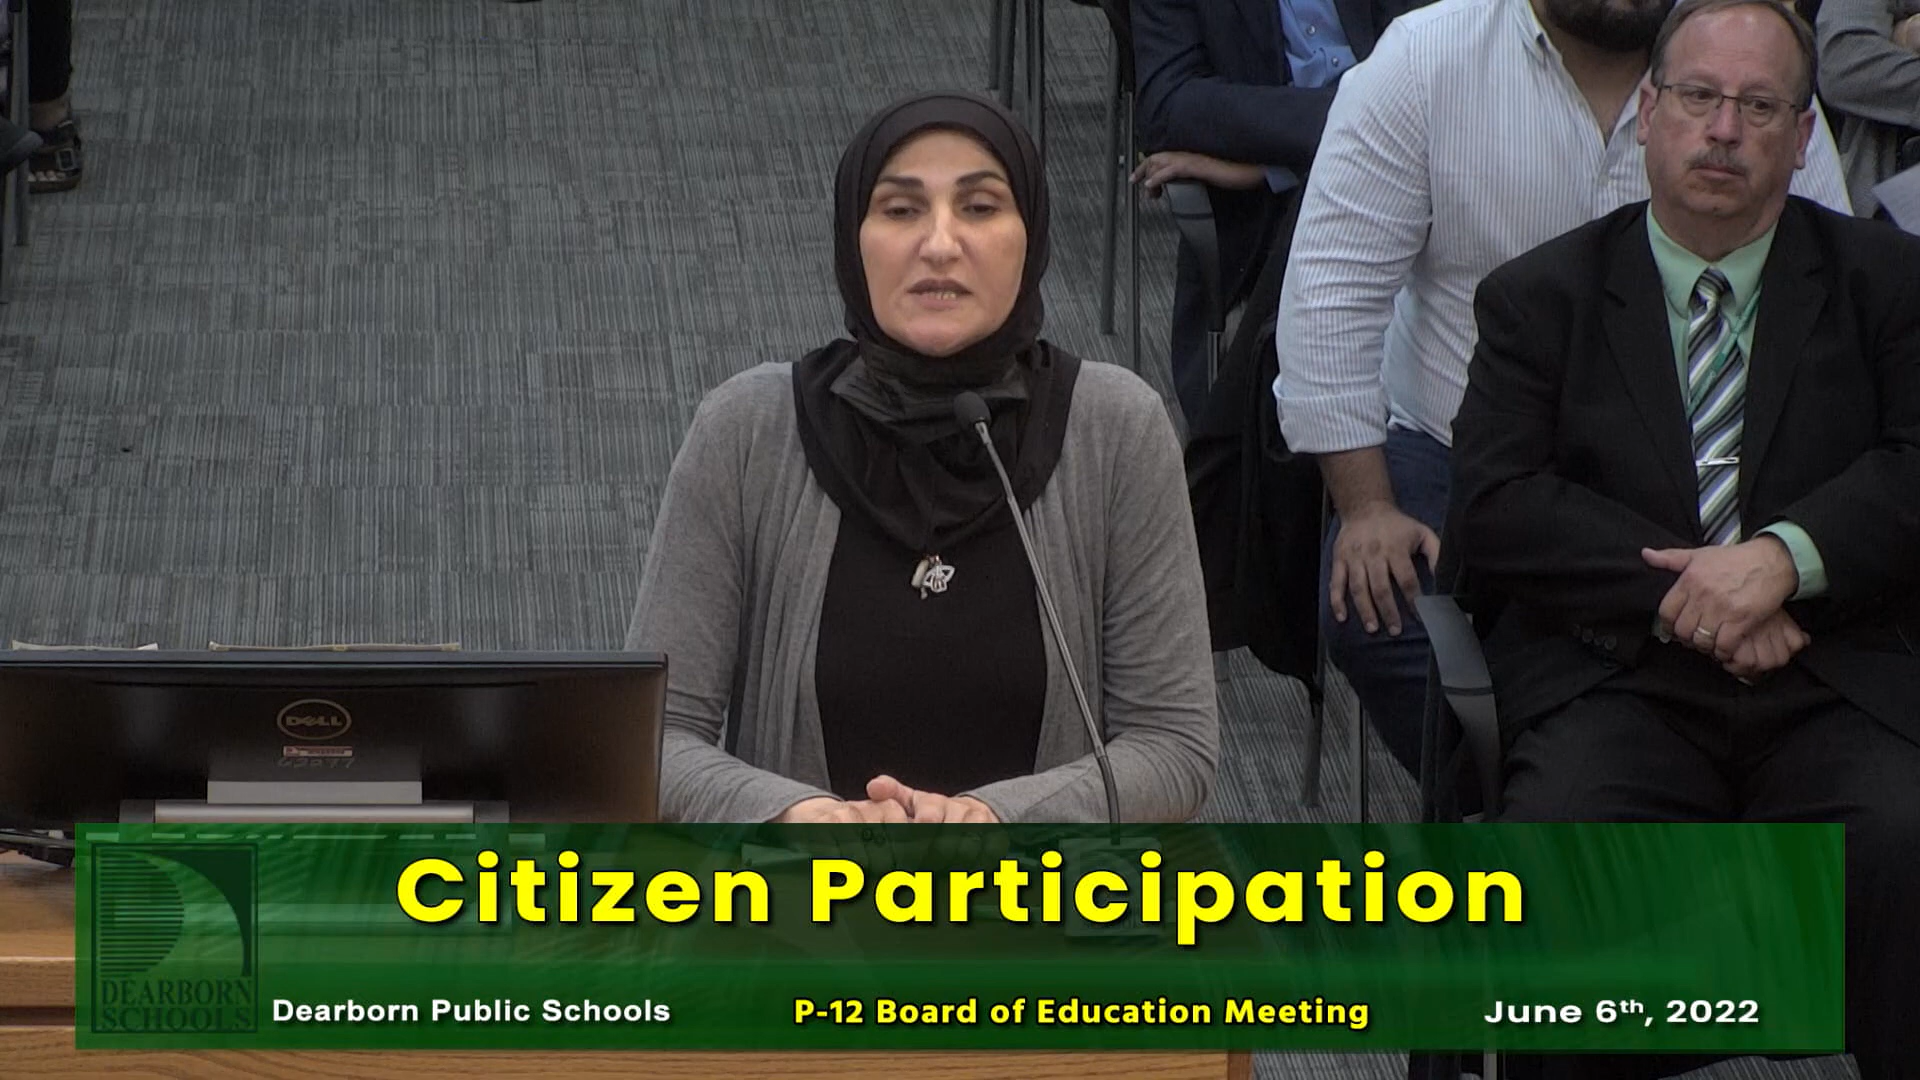 DELL
Citizen Participation
DEARBORN
SCHOOLS
Dearborn Public Schools
P-12 Board of Education Meeting
June 6th, 2022